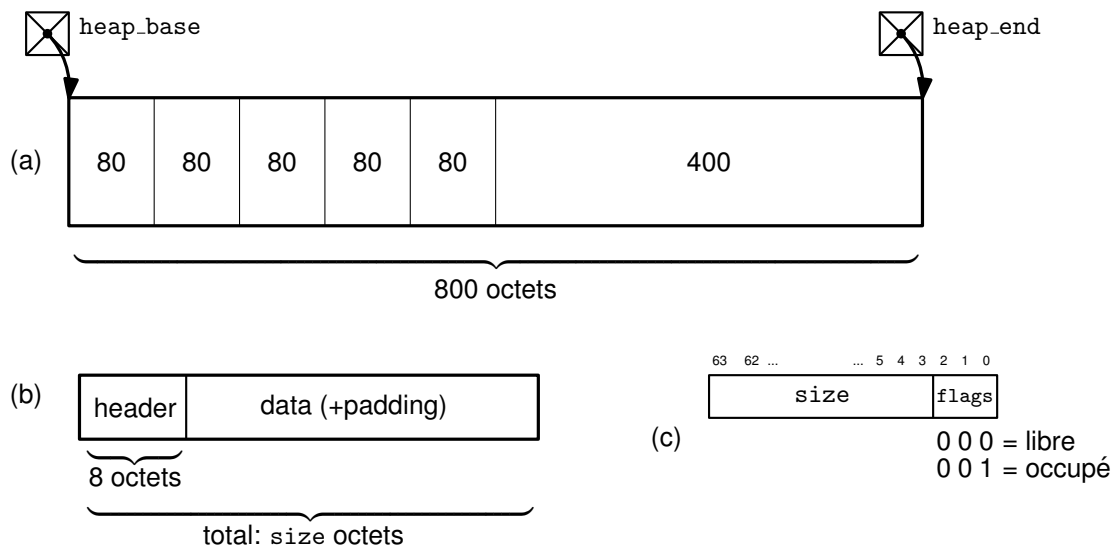 heap_base
heap_end
(a)
80 80 80 80 80 400
800 octets
(b)
header data (+padding)
8 octets
total: size octets
63 62 ... ... 5 4 3 2 1 0
size flags
(c)
0 0 0 = libre
0 0 1 = occupé